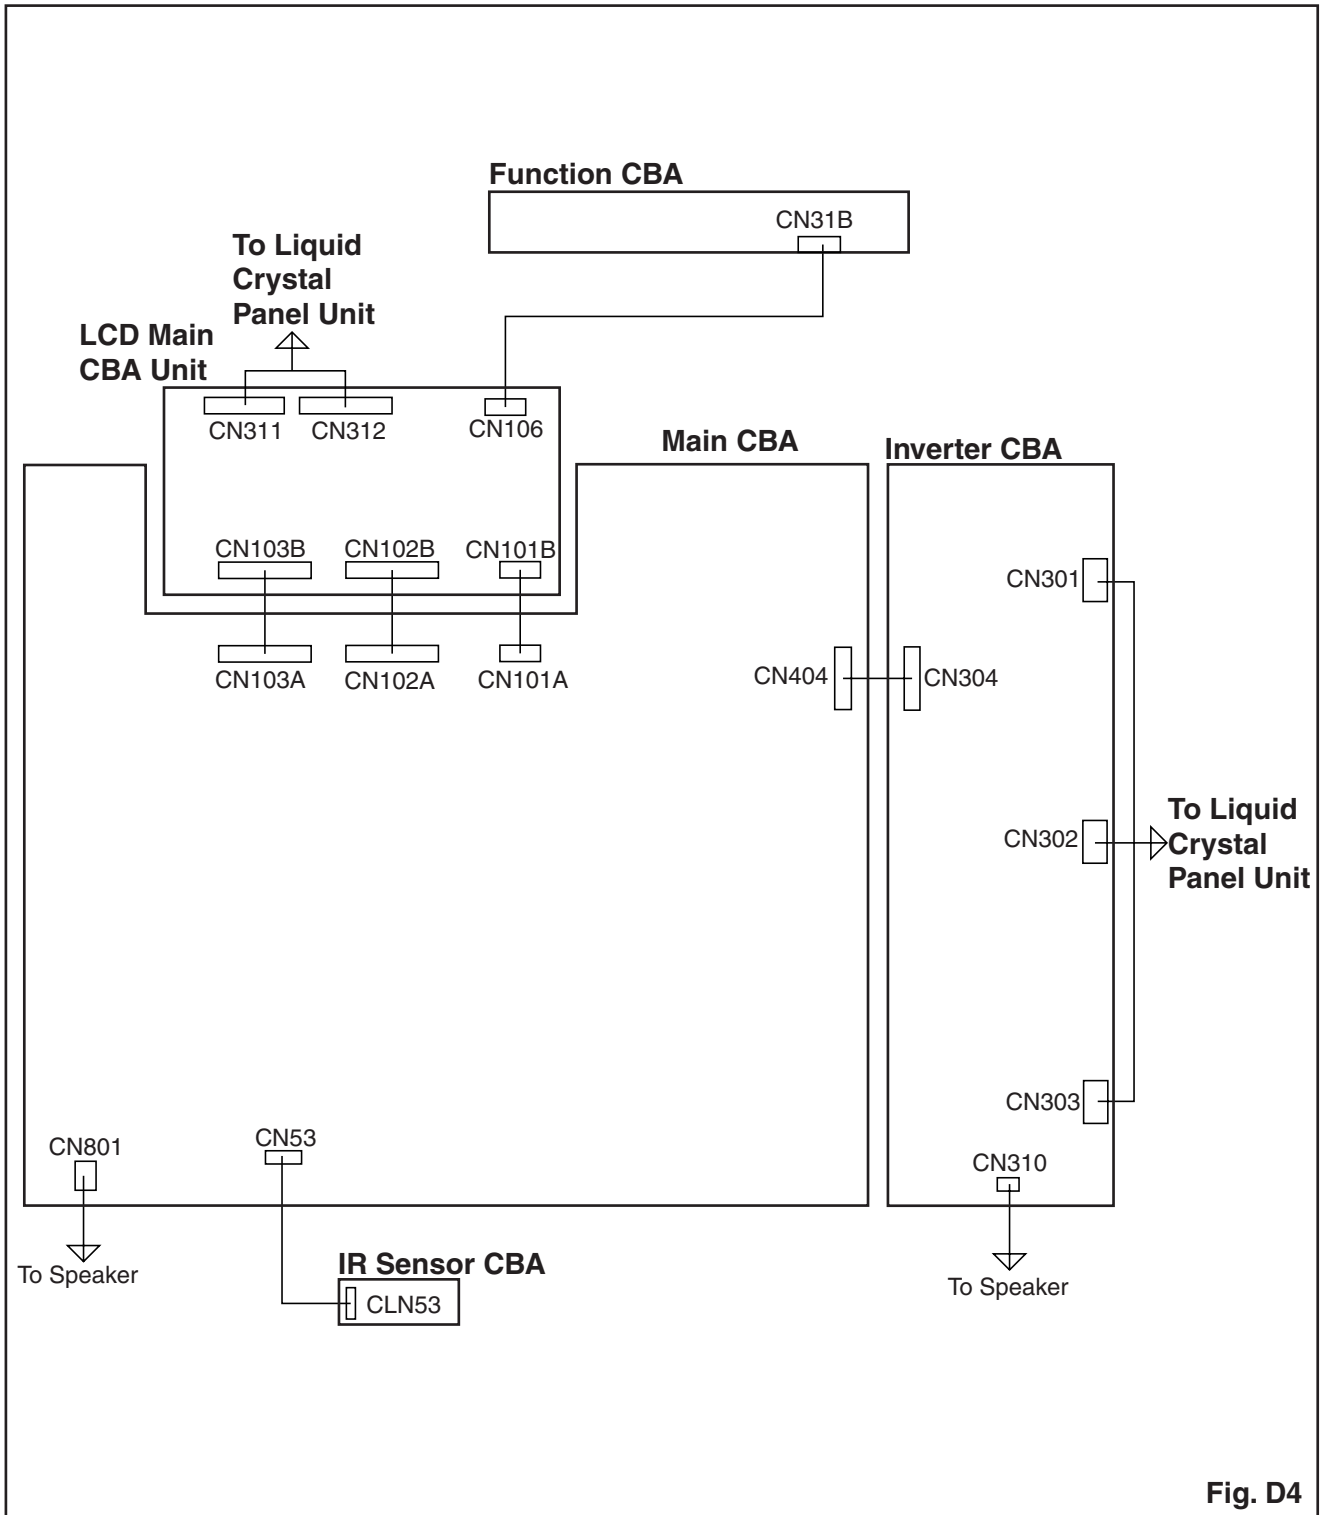 Function CBA
CN31B
To Liquid
Crystal
Panel Unit
LCD Main
CBA Unit
CN311
CN312
CN106
Main CBA
Inverter CBA
CN103B
CN102B
CN101B
CN301
CN103A
CN102A
CN101A
CN404
CN304
To Liquid
Crystal
Panel Unit
CN302
CN303
CN801
CN53
CN310
To Speaker
IR Sensor CBA
CLN53
To Speaker
Fig. D4